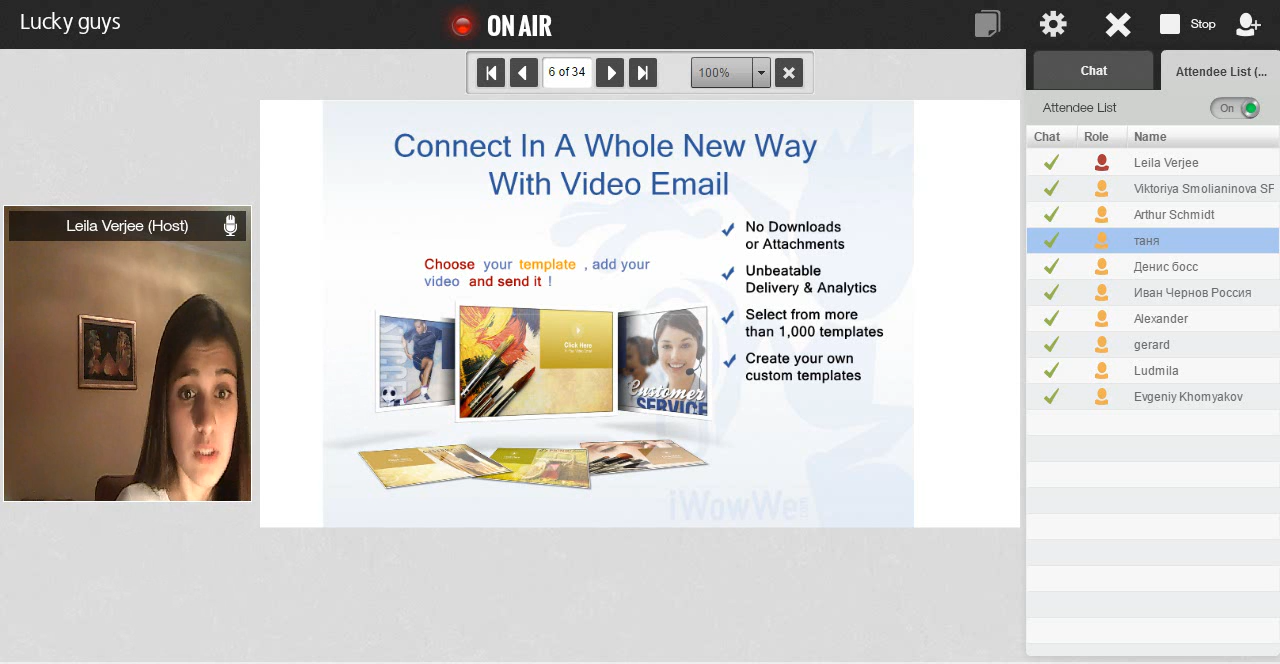 Lucky guys
ON AIR
Stop
6 of 34
100%
Chat
Attendee List (...
Attendee List
On
Chat Role Name
Leila Verjee
Viktoriya Smolianinova SF
Arthur Schmidt
таня
Денис босс
Иван Чернов Россия
Alexander
gerard
Ludmila
Evgeniy Khomyakov
Leila Verjee (Host)
Connect In A Whole New Way
With Video Email
Choose your template , add your
video and send it !
No Downloads
or Attachments
Unbeatable
Delivery & Analytics
Select from more
than 1,000 templates
Create your own
custom templates
Click Here
Customer
SERVICE
iWowWe